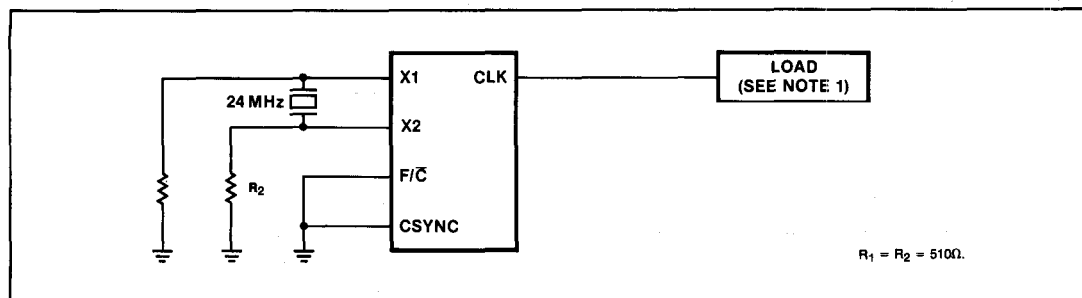 X1
CLK
LOAD
(SEE NOTE 1)
24 MHz
X2
R₂
F/C̅
CSYNC
R₁ = R₂ = 510Ω.